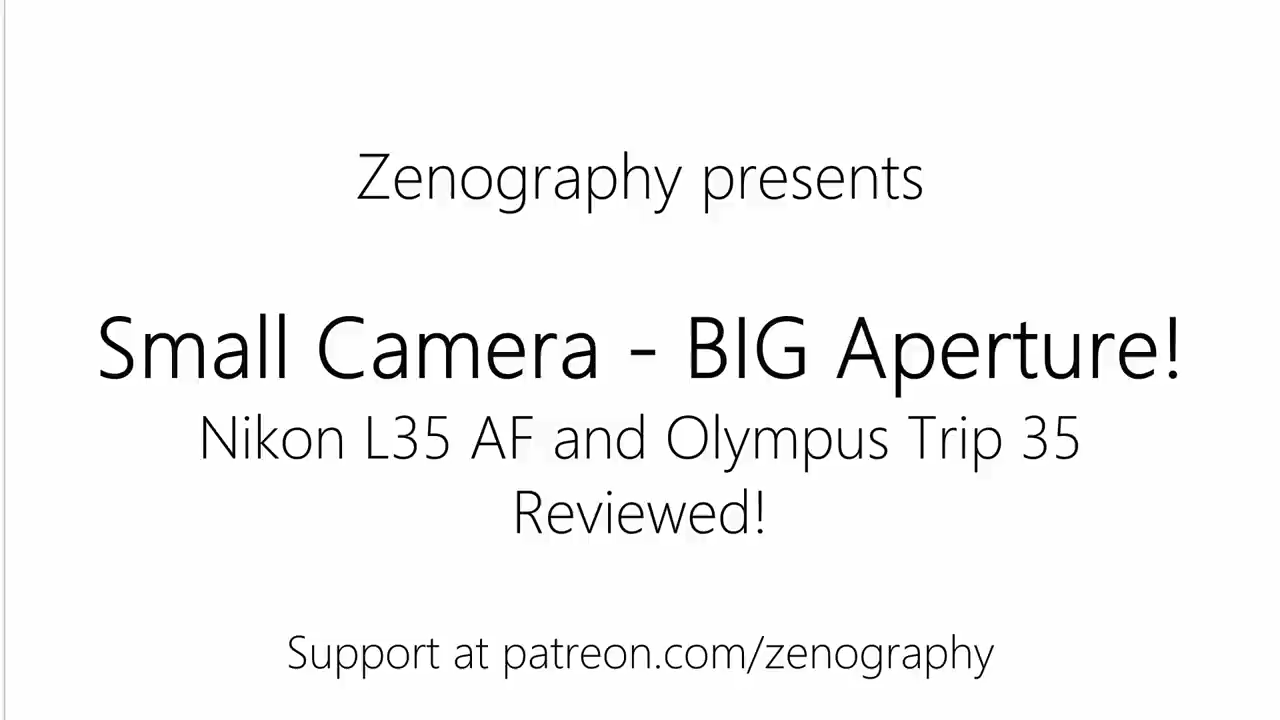 Zenography presents
Small Camera - BIG Aperture!
Nikon L35 AF and Olympus Trip 35
Reviewed!
Support at patreon.com/zenography